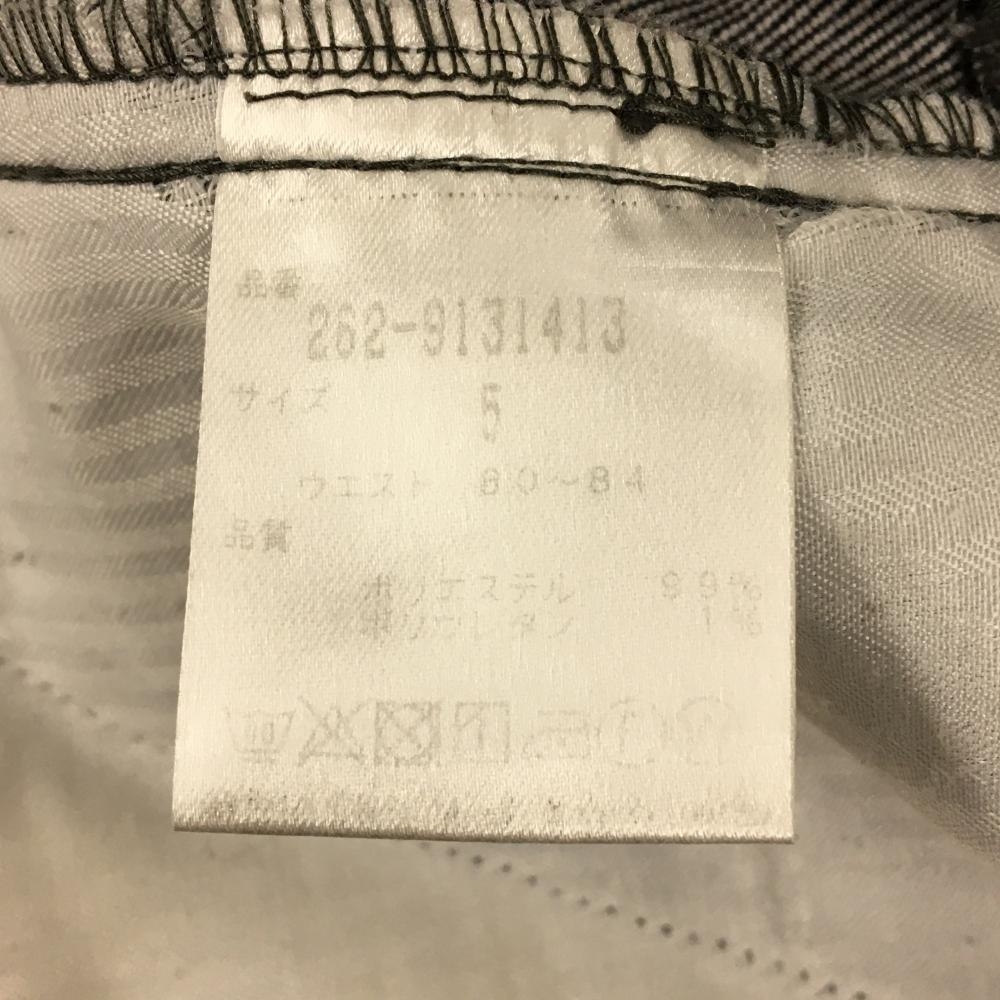 品番
262-9131413
サイズ 5
ウエスト 80～84
品質
ポリエステル 99%
ポリウレタン 1%